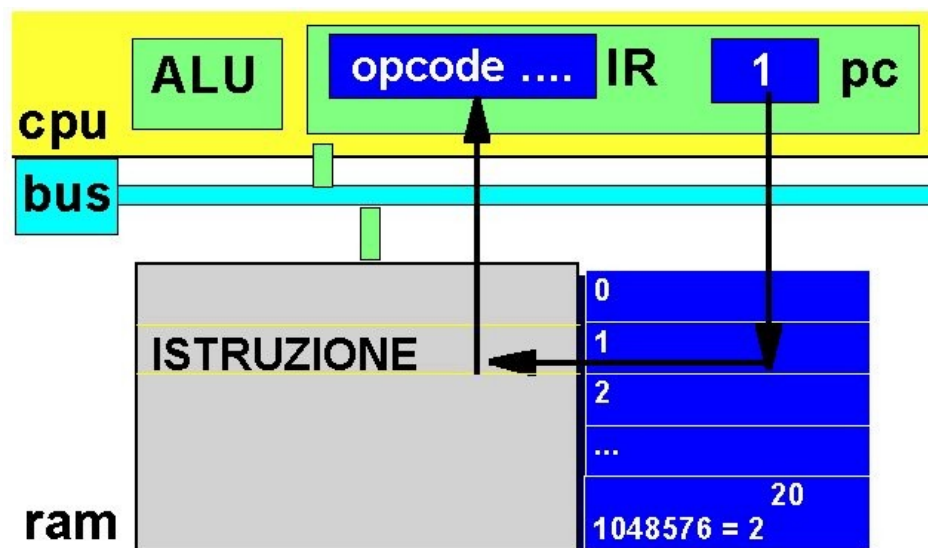 ALU
opcode .... IR 1 pc
cpu
bus
0
ISTRUZIONE 1
2
...
20
ram 1048576 = 2